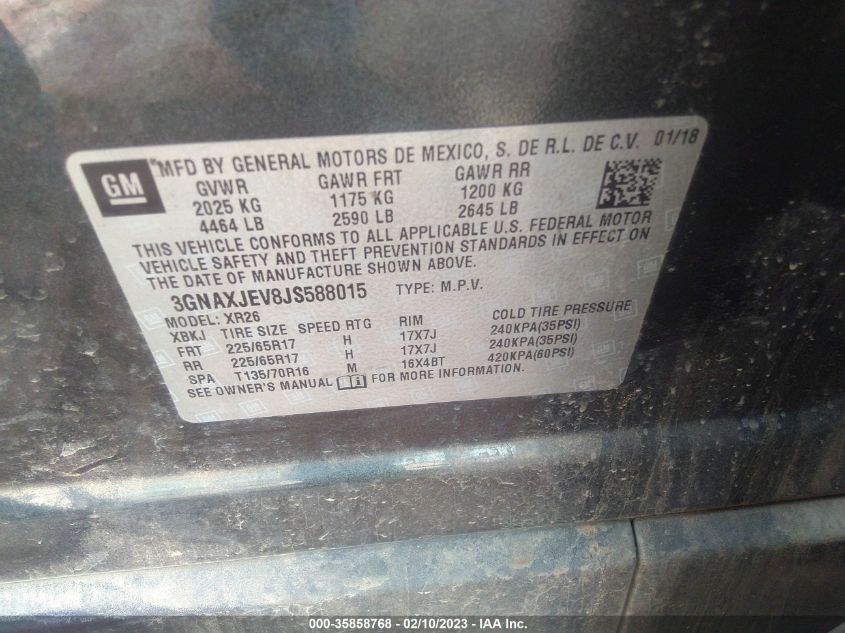 GM
MFD BY GENERAL MOTORS DE MEXICO, S. DE R.L. DE C.V. 01/18
GVWR GAWR FRT GAWR RR
2025 KG 1175 KG 1200 KG
4464 LB 2590 LB 2645 LB
THIS VEHICLE CONFORMS TO ALL APPLICABLE U.S. FEDERAL MOTOR
VEHICLE SAFETY AND THEFT PREVENTION STANDARDS IN EFFECT ON
THE DATE OF MANUFACTURE SHOWN ABOVE.
3GNAXJEV8JS588015 TYPE: M.P.V.
MODEL: XR26
XBKJ TIRE SIZE SPEED RTG RIM COLD TIRE PRESSURE
FRT 225/65R17 H 17X7J 240KPA(35PSI)
RR 225/65R17 H 17X7J 240KPA(35PSI)
SPA T135/70R16 M 16X4BT 420KPA(60PSI)
SEE OWNER'S MANUAL FOR MORE INFORMATION.
000-35858768 - 02/10/2023 - IAA Inc.